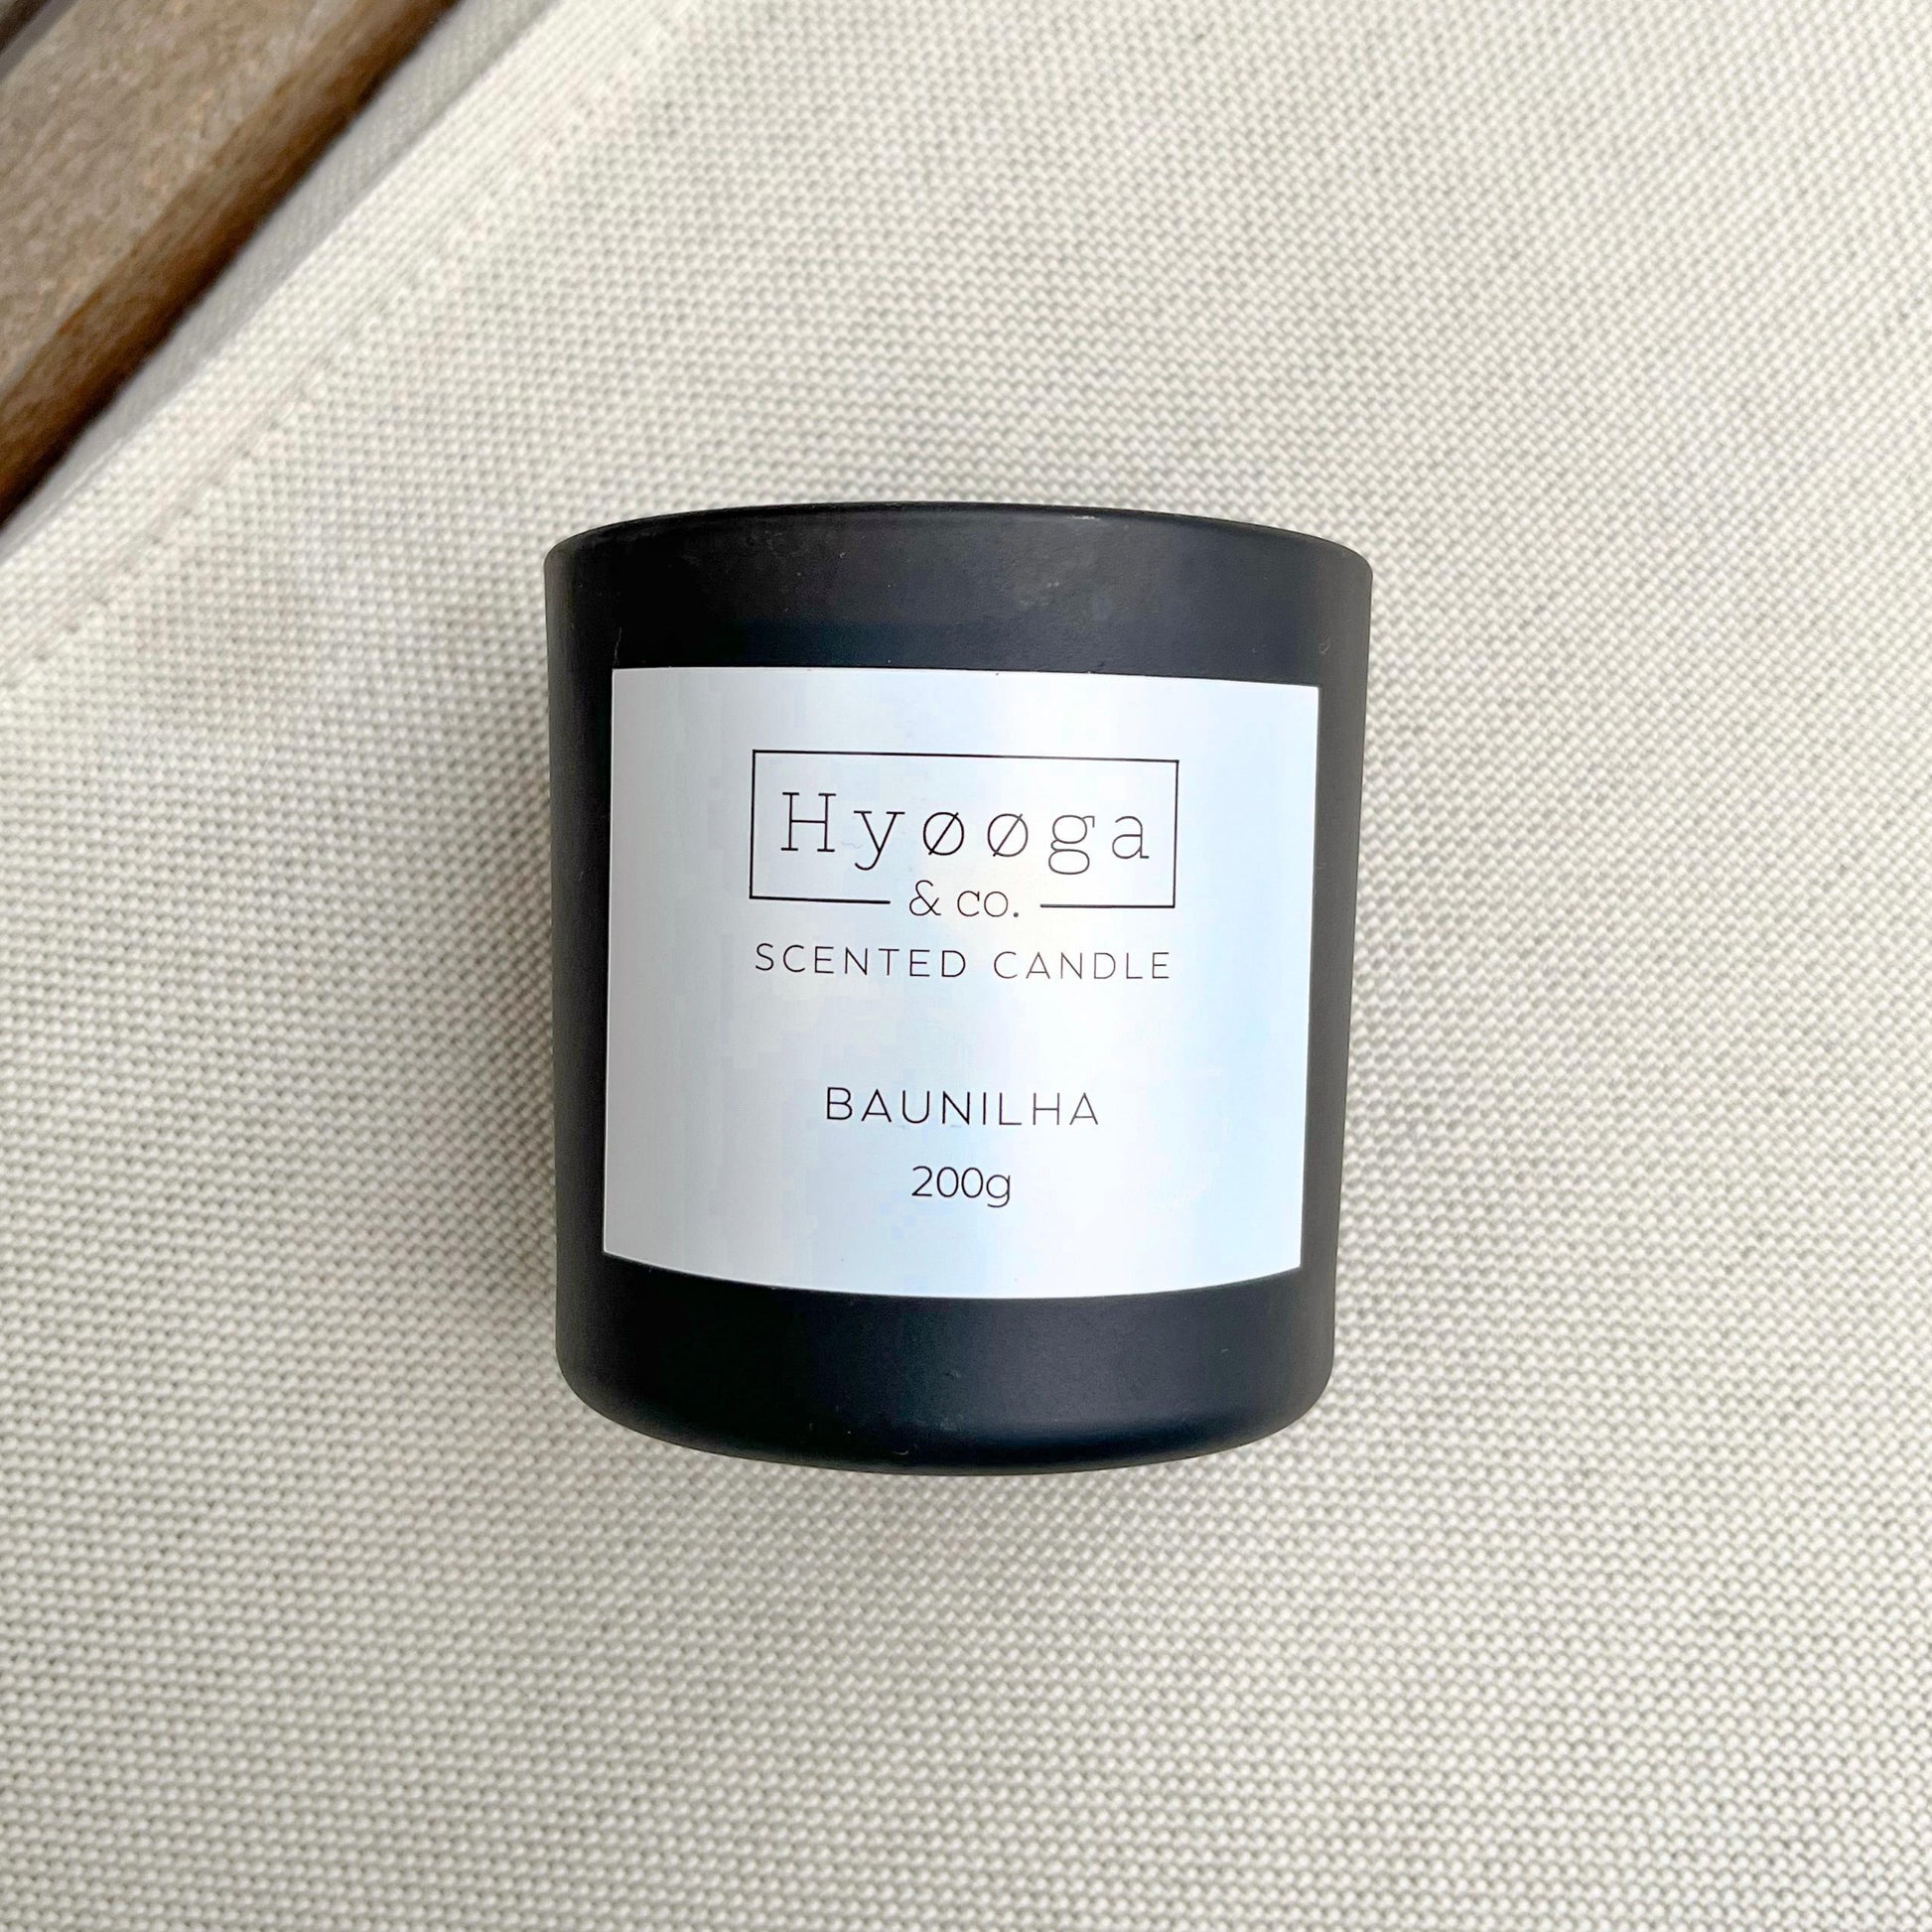 Hyøøga
& co.
SCENTED CANDLE
BAUNILHA
200g